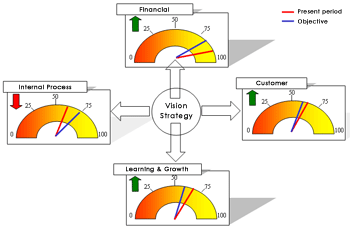 Financial
50
25
75
0
100
Present period
Objective
Internal Process
50
25
75
0
100
Vision
Strategy
Customer
50
25
75
0
100
Learning & Growth
50
25
75
0
100